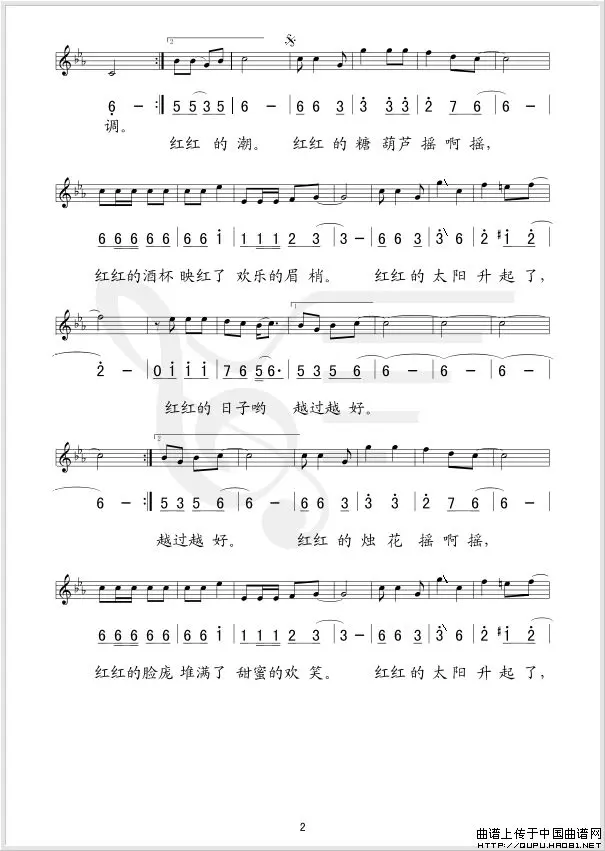 2.
6 - :‖ 5 5 3 5 | 6 - | 6 6 3 | 3 3 3 | 2 7 6 | 6 - |
调。 红红 的 潮。 红红 的 糖 葫芦 摇 啊 摇,
6 6 6 6 6 | 6 6 i | 1 1 1 2 3 | 3 - | 6 6 3 | 3 6 | 2 #1 2 |
红红的酒杯 映红了 欢乐的眉 梢。 红红的 太阳 升 起 了,
1.
2 - | 0 i i i | 7 6 5 6· | 5 3 5 6 | 6 - | 6 - | 6 - |
红红的 日子哟 越过越 好。
2.
6 - :‖ 5 3 5 6 | 6 - | 6 6 3 | 3 3 | 2 7 6 | 6 - |
越过越 好。 红红 的 烛 花 摇 啊 摇,
6 6 6 6 6 | 6 6 i | 1 1 1 2 3 | 3 - | 6 6 3 | 3 6 | 2 #1 2 |
红红的脸庞 堆满了 甜蜜的欢 笑。 红红的 太阳 升 起 了,
2
曲谱上传于中国曲谱网
HTTP://QUPU.HAO81.NET